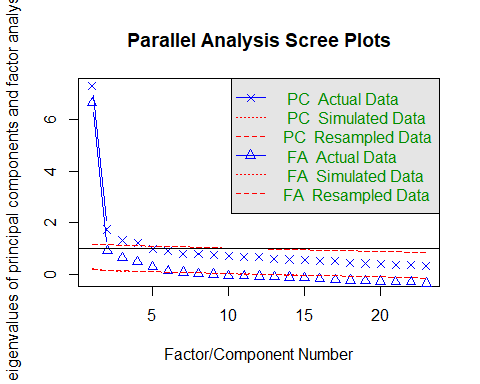 Parallel Analysis Scree Plots
eigenvalues of principal components and factor analys
0
2
4
6
PC Actual Data
PC Simulated Data
PC Resampled Data
FA Actual Data
FA Simulated Data
FA Resampled Data
5
10
15
20
Factor/Component Number